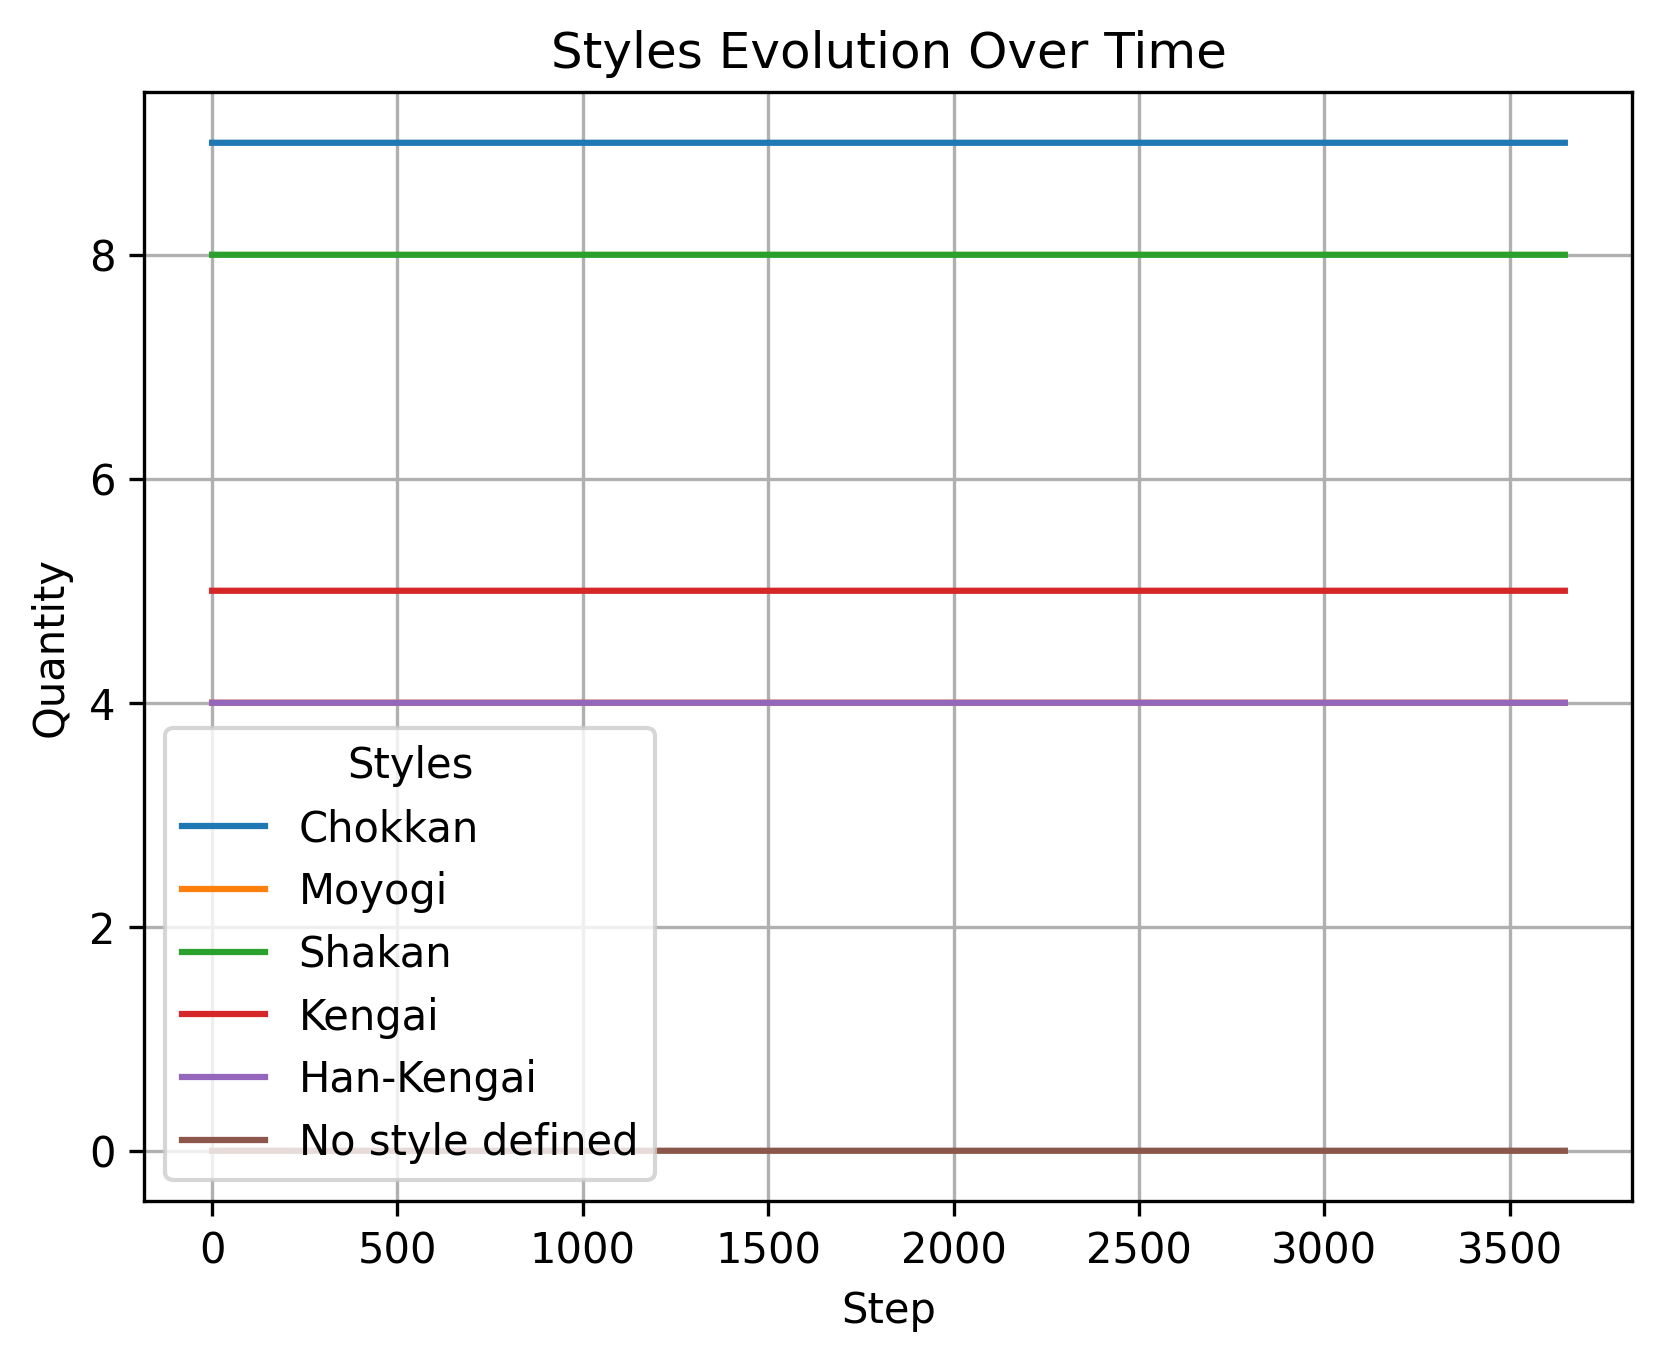 Styles Evolution Over Time
Quantity
8
6
4
2
0
Styles
Chokkan
Moyogi
Shakan
Kengai
Han-Kengai
No style defined
0 500 1000 1500 2000 2500 3000 3500
Step